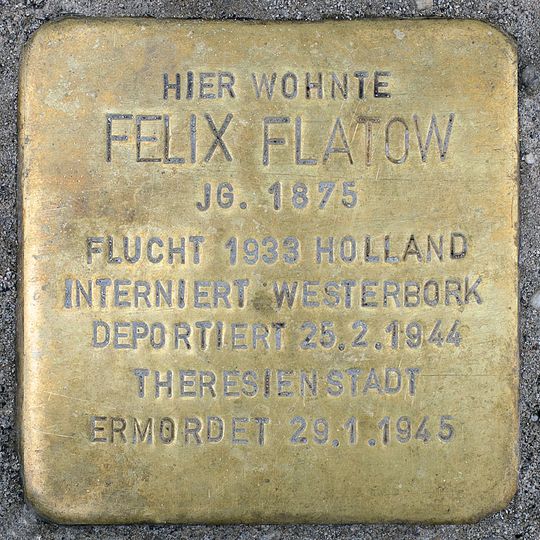 HIER WOHNTE
FELIX FLATOW
JG. 1875
FLUCHT 1933 HOLLAND
INTERNIERT WESTERBORK
DEPORTIERT 25.2.1944
THERESIENSTADT
ERMORDET 29.1.1945